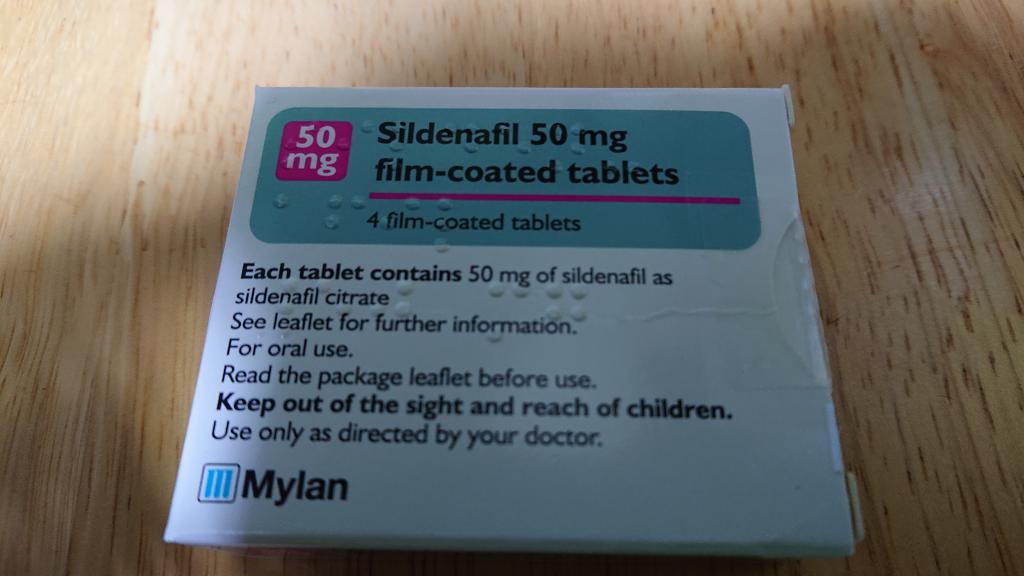 50
mg
Sildenafil 50 mg
film-coated tablets
4 film-coated tablets
Each tablet contains 50 mg of sildenafil as
sildenafil citrate
See leaflet for further information.
For oral use.
Read the package leaflet before use.
Keep out of the sight and reach of children.
Use only as directed by your doctor.
Mylan